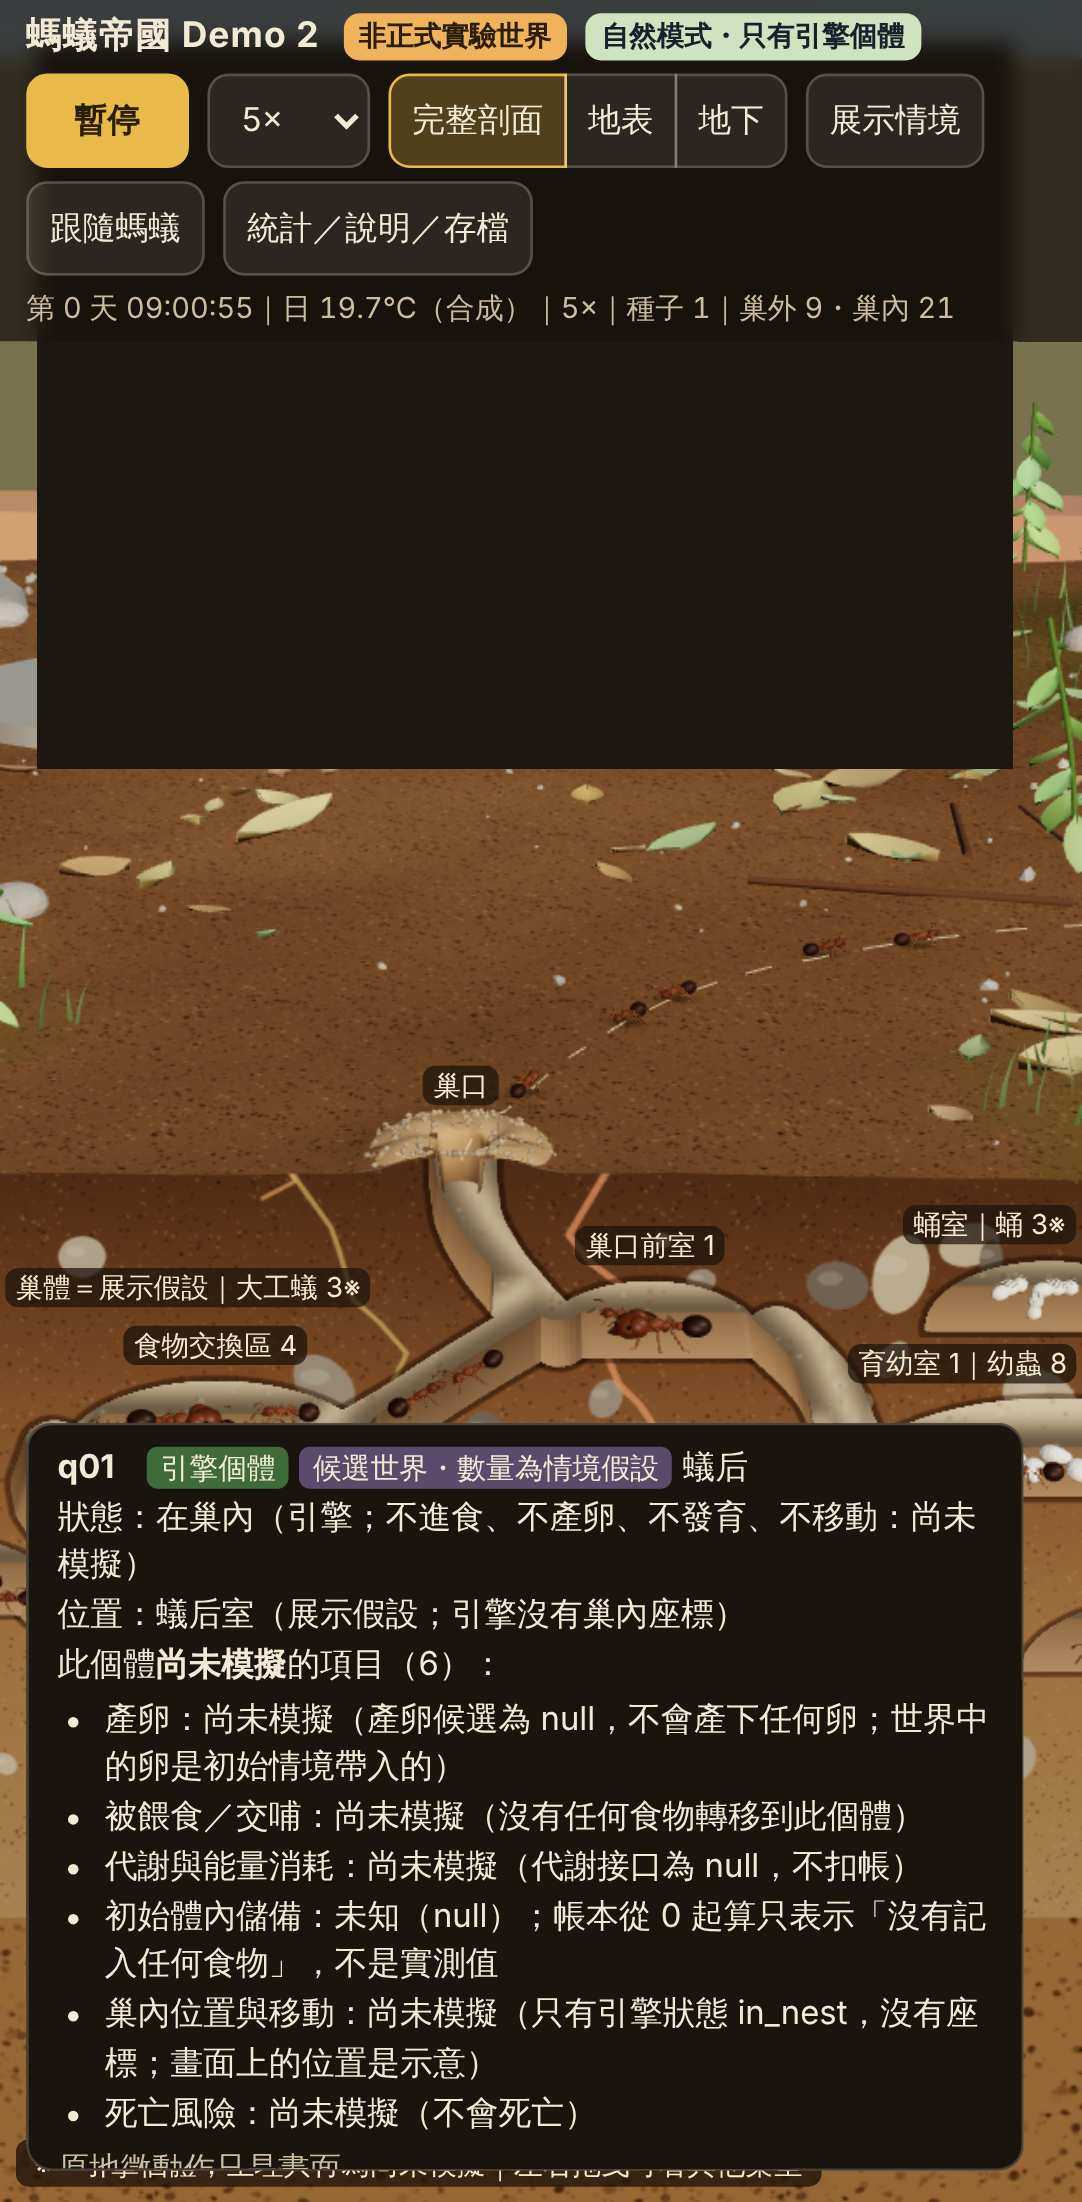 螞蟻帝國 Demo 2 非正式實驗世界 自然模式・只有引擎個體
暫停 5× 完整剖面 地表 地下 展示情境
跟隨螞蟻 統計／說明／存檔
第 0 天 09:00:55｜日 19.7°C（合成）｜5×｜種子 1｜巢外 9・巢內 21
巢口
蛹室｜蛹 3※
巢口前室 1
巢體＝展示假設｜大工蟻 3※
食物交換區 4
育幼室 1｜幼蟲 8
q01 引擎個體 候選世界・數量為情境假設 蟻后
狀態：在巢內（引擎；不進食、不產卵、不發育、不移動：尚未
模擬）
位置：蟻后室（展示假設；引擎沒有巢內座標）
此個體尚未模擬的項目（6）：
• 產卵：尚未模擬（產卵候選為 null，不會產下任何卵；世界中
的卵是初始情境帶入的）
• 被餵食／交哺：尚未模擬（沒有任何食物轉移到此個體）
• 代謝與能量消耗：尚未模擬（代謝接口為 null，不扣帳）
• 初始體內儲備：未知（null）；帳本從 0 起算只表示「沒有記
入任何食物」，不是實測值
• 巢內位置與移動：尚未模擬（只有引擎狀態 in_nest，沒有座
標；畫面上的位置是示意）
• 死亡風險：尚未模擬（不會死亡）